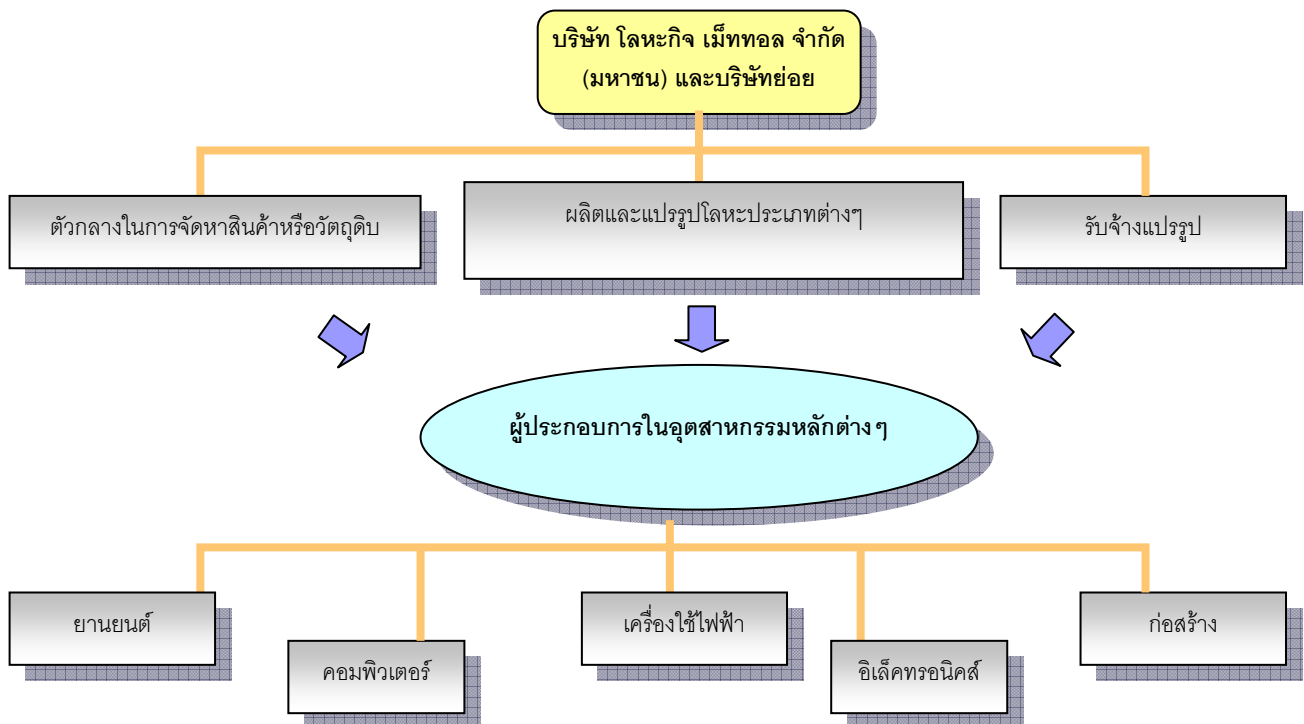 บริษัท โลหะกิจ เม็ททอล จำกัด
(มหาชน) และบริษัทย่อย
ตัวกลางในการจัดหาสินค้าหรือวัตถุดิบ
ผลิตและแปรรูปโลหะประเภทต่างๆ
รับจ้างแปรรูป
ผู้ประกอบการในอุตสาหกรรมหลักต่างๆ
ยานยนต์
คอมพิวเตอร์
เครื่องใช้ไฟฟ้า
อิเล็คทรอนิคส์
ก่อสร้าง